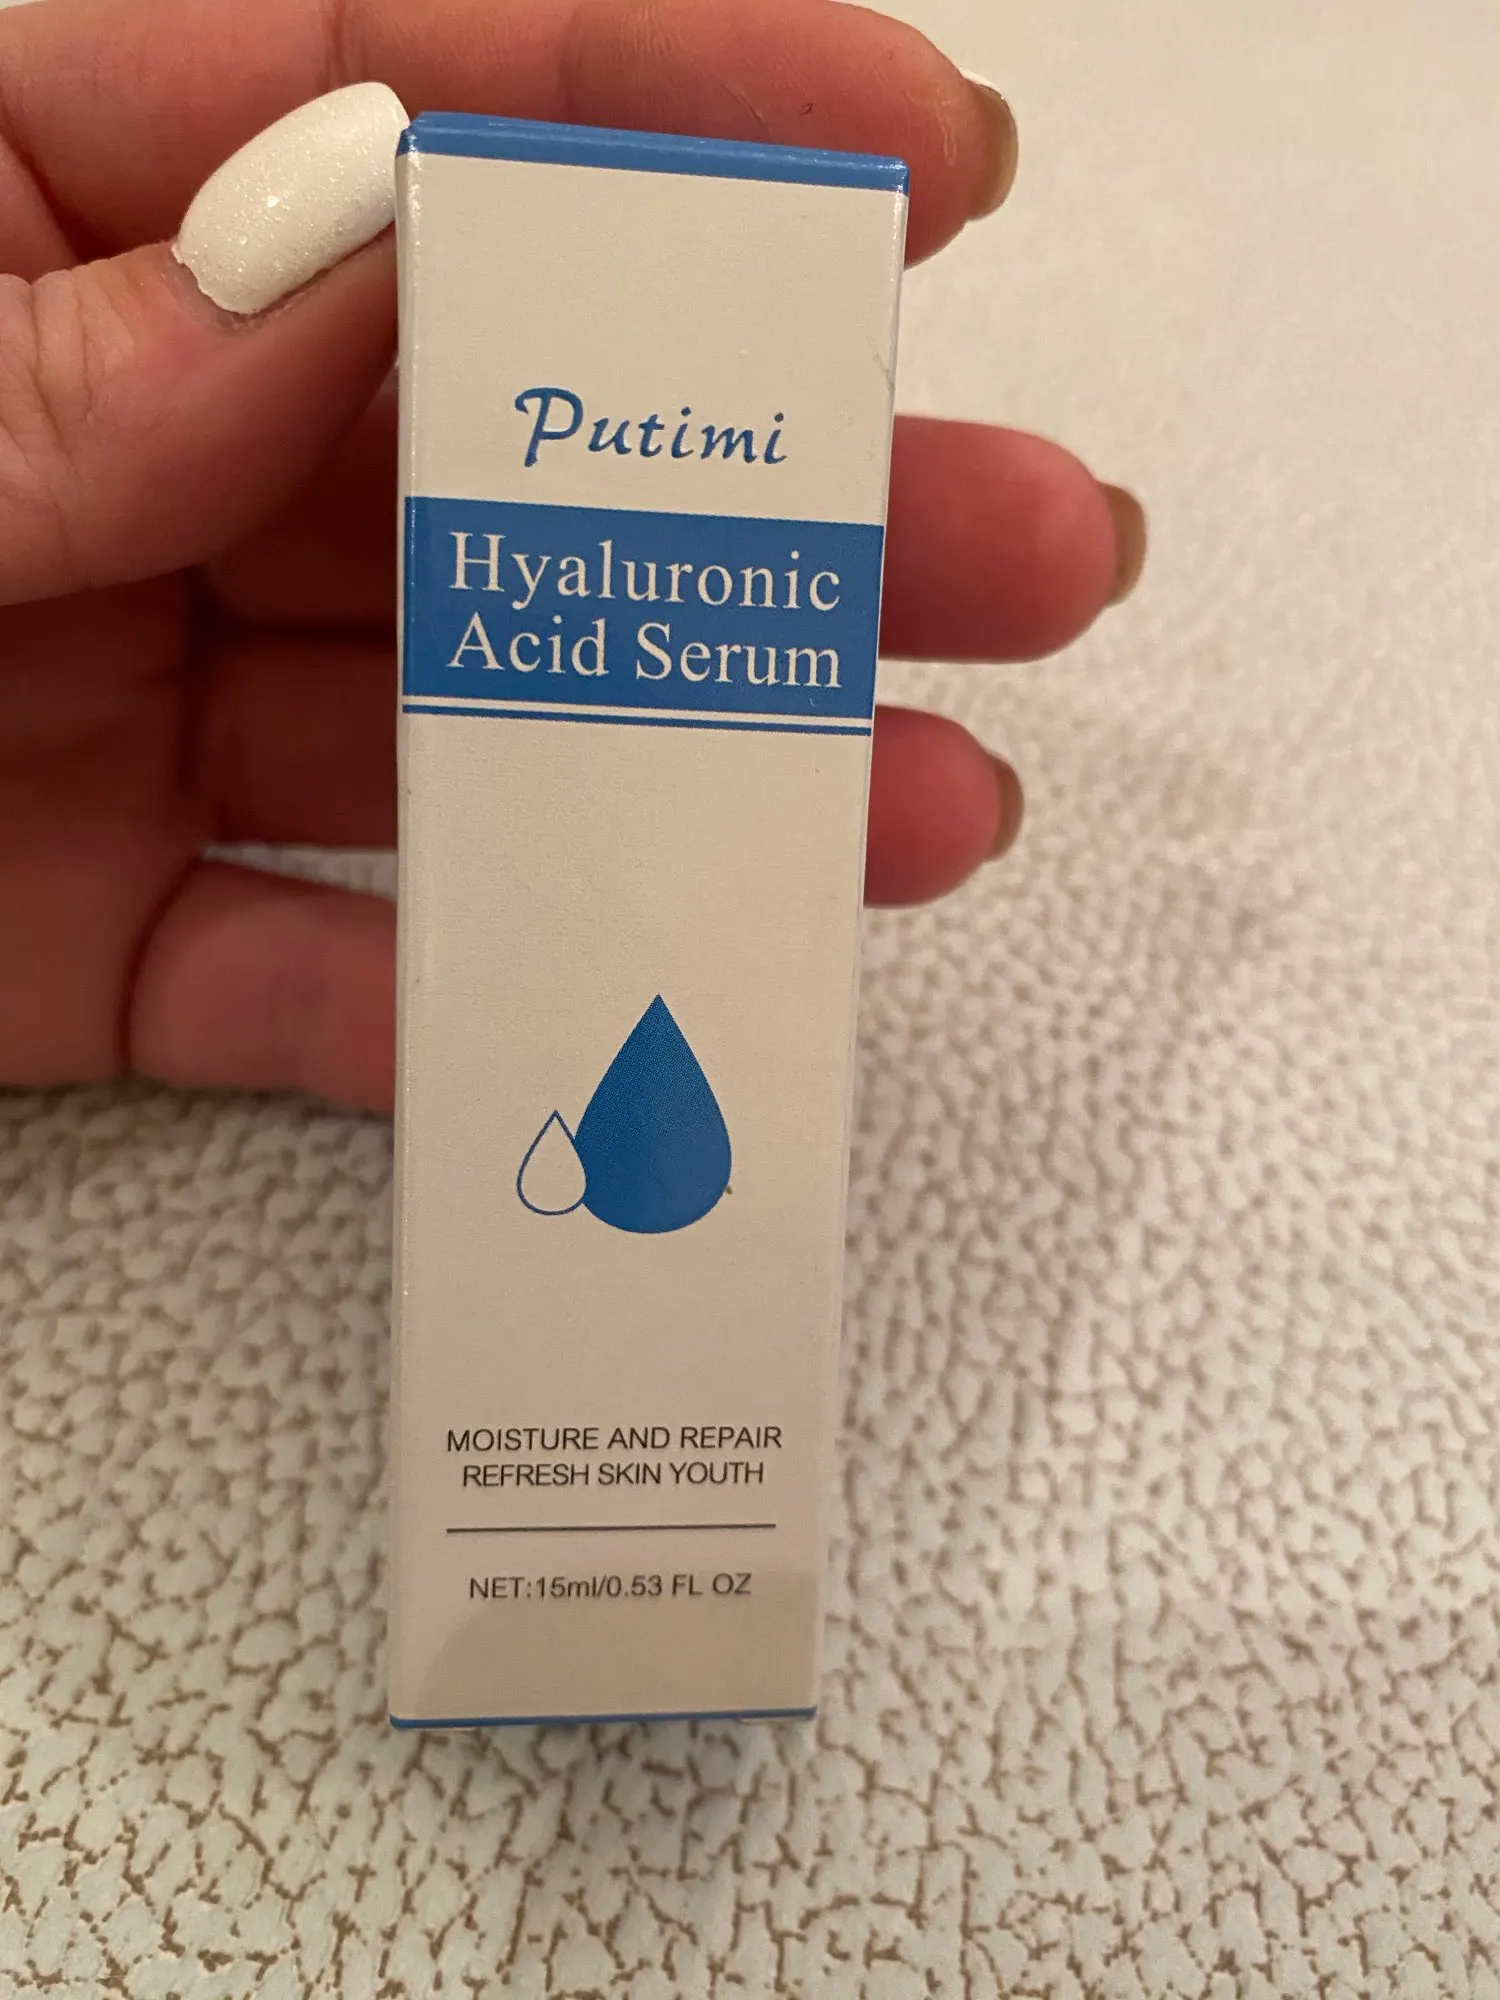 Putimi
Hyaluronic
Acid Serum
MOISTURE AND REPAIR
REFRESH SKIN YOUTH
NET:15ml/0.53 FL OZ